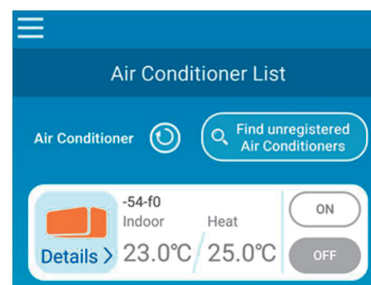 Air Conditioner List
Air Conditioner
Find unregistered
Air Conditioners
-54-f0
Indoor Heat
Details > 23.0℃ 25.0℃
ON
OFF